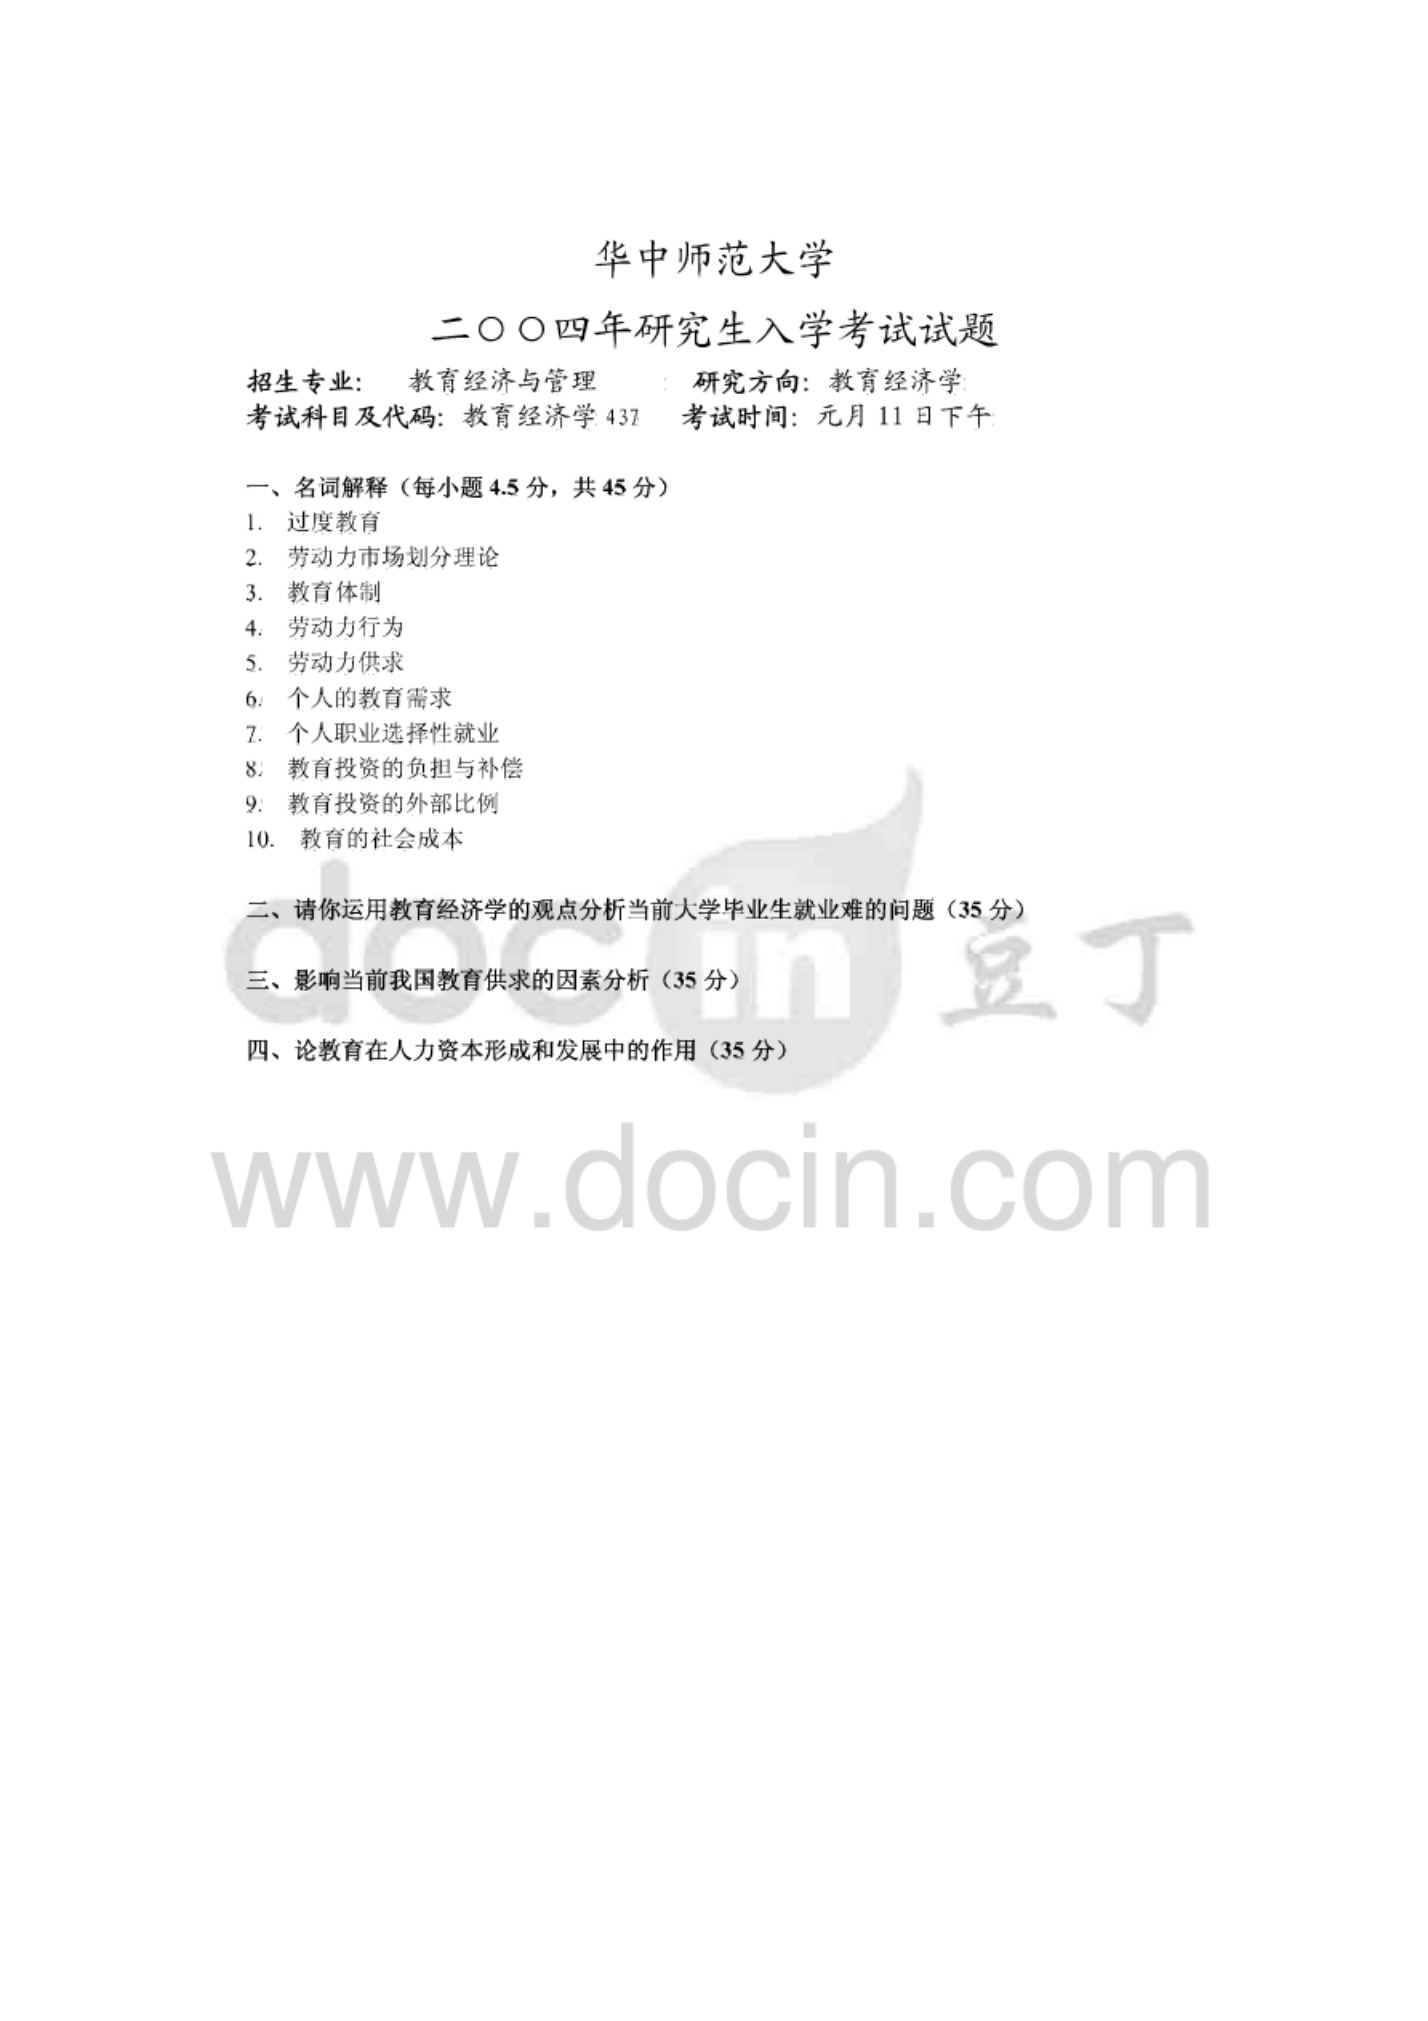 华中师范大学
二○○四年研究生入学考试试题
招生专业： 教育经济与管理 研究方向：教育经济学
考试科目及代码：教育经济学 437 考试时间：元月 11 日下午
一、名词解释（每小题 4.5 分，共 45 分）
1. 过度教育
2. 劳动力市场划分理论
3. 教育体制
4. 劳动力行为
5. 劳动力供求
6. 个人的教育需求
7. 个人职业选择性就业
8. 教育投资的负担与补偿
9. 教育投资的外部比例
10. 教育的社会成本
二、请你运用教育经济学的观点分析当前大学毕业生就业难的问题（35 分）
三、影响当前我国教育供求的因素分析（35 分）
四、论教育在人力资本形成和发展中的作用（35 分）
docin 豆丁
www.docin.com